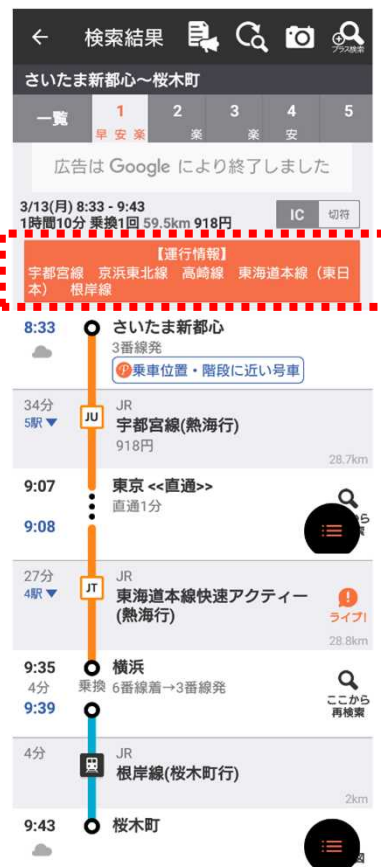 検索結果
プラス検索
さいたま新都心～桜木町
一覧 1 2 3 4 5
早 安 楽 楽 楽 安
広告は Google により終了しました
3/13(月) 8:33 - 9:43
1時間10分 乗換1回 59.5km 918円
IC 切符
【運行情報】
宇都宮線 京浜東北線 高崎線 東海道本線（東日
本） 根岸線
8:33 さいたま新都心
3番線発
乗車位置・階段に近い号車
34分 JR
5駅▼ JU 宇都宮線(熱海行)
918円
28.7km
9:07 東京 <<直通>>
直通1分
9:08
27分 JR
4駅▼ JT 東海道本線快速アクティー
(熱海行)
ライブ!
28.8km
9:35 横浜
4分 乗換 6番線着→3番線発
9:39
ここから
再検索
4分 JR
根岸線(桜木町行)
2km
9:43 桜木町